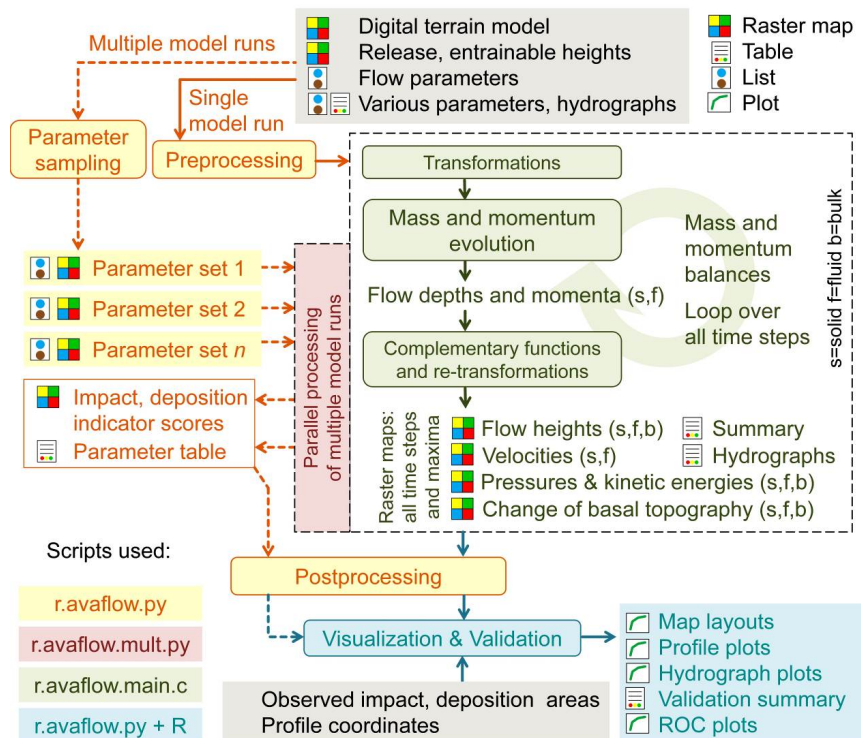 Multiple model runs
Digital terrain model
Release, entrainable heights
Flow parameters
Various parameters, hydrographs
Raster map
Table
List
Plot
Single
model run
Parameter
sampling
Preprocessing
Transformations
Mass and momentum
evolution
Flow depths and momenta (s,f)
Complementary functions
and re-transformations
Mass and
momentum
balances
Loop over
all time steps
s=solid f=fluid b=bulk
Parameter set 1
Parameter set 2
Parameter set n
Parallel processing
of multiple model runs
Impact, deposition
indicator scores
Parameter table
Raster maps:
all time steps
and maxima
Flow heights (s,f,b)
Velocities (s,f)
Pressures & kinetic energies (s,f,b)
Change of basal topography (s,f,b)
Summary
Hydrographs
Scripts used:
r.avaflow.py
r.avaflow.mult.py
r.avaflow.main.c
r.avaflow.py + R
Postprocessing
Visualization & Validation
Observed impact, deposition areas
Profile coordinates
Map layouts
Profile plots
Hydrograph plots
Validation summary
ROC plots